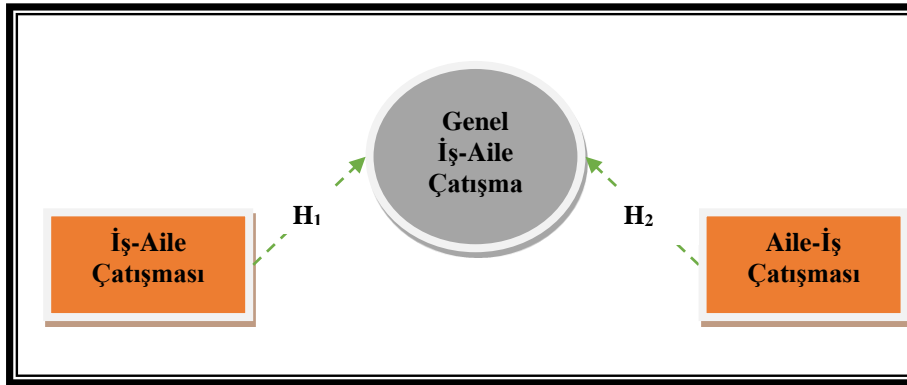 Genel
İş-Aile
Çatışma
H1
H2
İş-Aile
Çatışması
Aile-İş
Çatışması